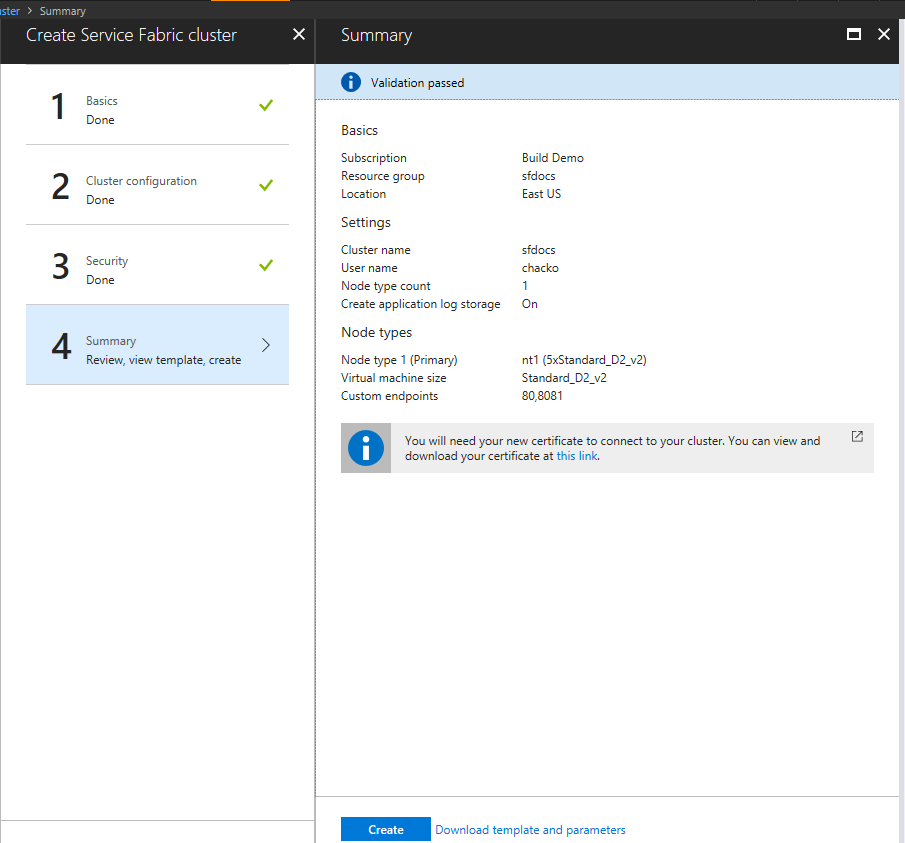 Summary
Create Service Fabric cluster
1
Basics
Done
2
Cluster configuration
Done
3
Security
Done
4
Summary
Review, view template, create
Summary
Validation passed
Basics
Subscription Build Demo
Resource group sfdocs
Location East US
Settings
Cluster name sfdocs
User name chacko
Node type count 1
Create application log storage On
Node types
Node type 1 (Primary) nt1 (5xStandard_D2_v2)
Virtual machine size Standard_D2_v2
Custom endpoints 80,8081
You will need your new certificate to connect to your cluster. You can view and
download your certificate at this link.
Create Download template and parameters